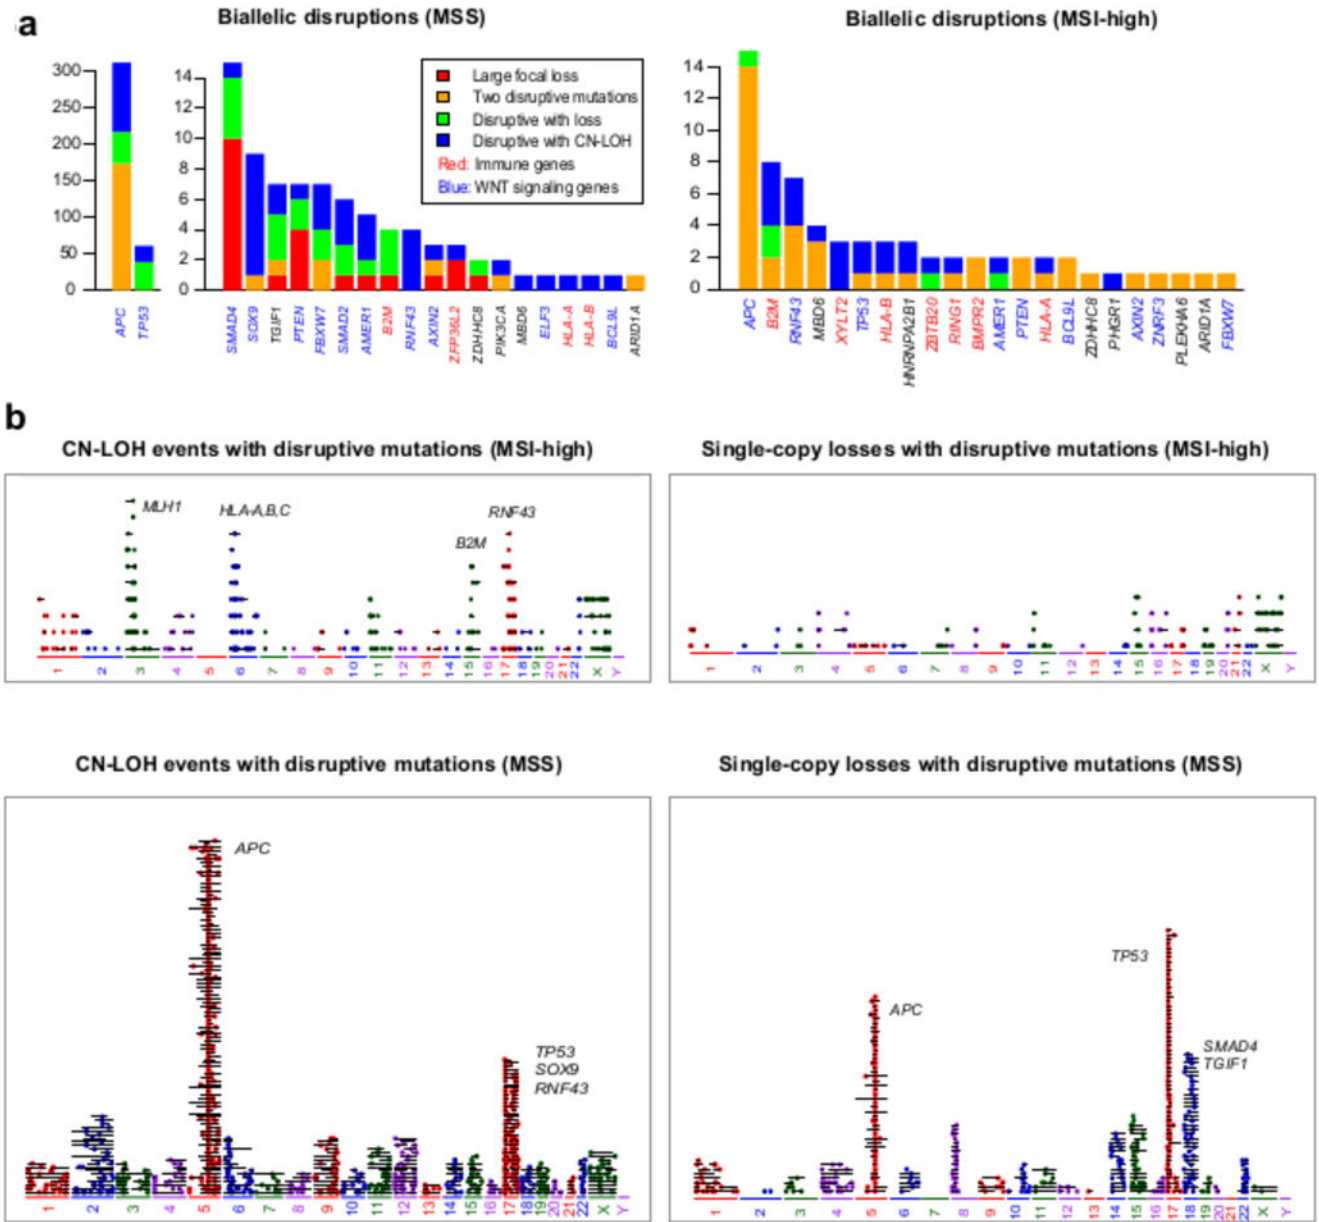 a
Biallelic disruptions (MSS)
Biallelic disruptions (MSI-high)
300
250
200
150
100
50
0
14
12
10
8
6
4
2
0
Large focal loss
Two disruptive mutations
Disruptive with loss
Disruptive with CN-LOH
Red: Immune genes
Blue: WNT signaling genes
14
12
10
8
6
4
2
0
APC
TP53
SMAD4
SOX9
TGIF1
PTEN
FBXW7
SMAD2
AMER1
B2M
RNF43
AXIN2
ZFP36L2
ZDHHC8
PIK3CA
MBD6
ELF3
HLA-A
HLA-B
BCL9L
ARID1A
APC
B2M
RNF43
MBD6
XYLT2
TP53
HLA-B
HNRNPA2B1
ZBTB20
RING1
BMPR2
AMER1
PTEN
HLA-A
BCL9L
ZDHHC8
PHGR1
AXIN2
ZNRF3
PLEKHA6
ARID1A
FBXW7
b
CN-LOH events with disruptive mutations (MSI-high)
MLH1
HLA-A,B,C
B2M
RNF43
1 2 3 4 5 6 7 8 9 10 11 12 13 14 15 16 17 18 19 20 21 22 X Y
Single-copy losses with disruptive mutations (MSI-high)
1 2 3 4 5 6 7 8 9 10 11 12 13 14 15 16 17 18 19 20 21 22 X Y
CN-LOH events with disruptive mutations (MSS)
APC
TP53
SOX9
RNF43
1 2 3 4 5 6 7 8 9 10 11 12 13 14 15 16 17 18 19 20 21 22 X Y
Single-copy losses with disruptive mutations (MSS)
TP53
APC
SMAD4
TGIF1
1 2 3 4 5 6 7 8 9 10 11 12 13 14 15 16 17 18 19 20 21 22 X Y